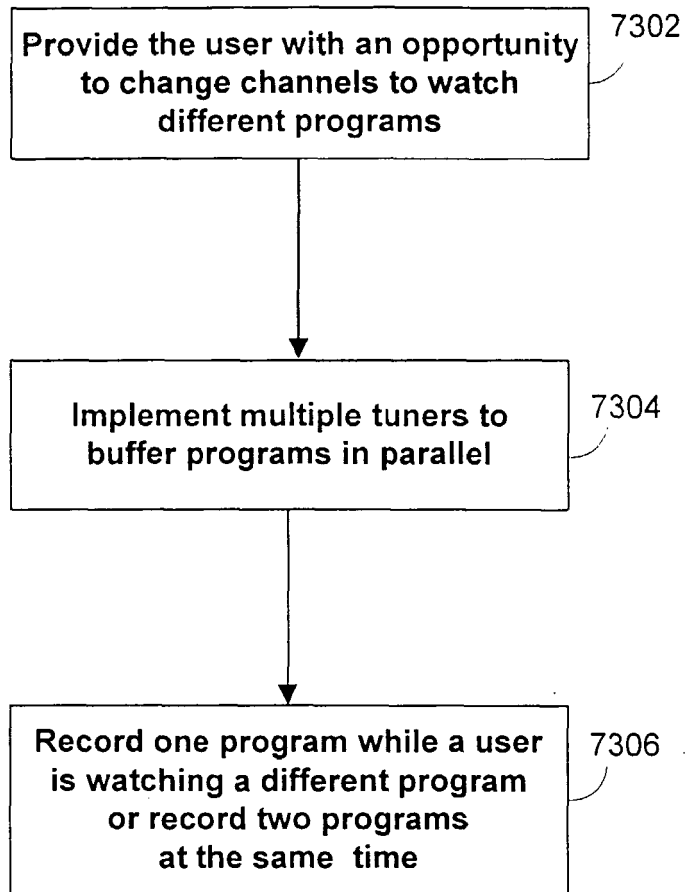 Provide the user with an opportunity
to change channels to watch
different programs
7302
Implement multiple tuners to
buffer programs in parallel
7304
Record one program while a user
is watching a different program
or record two programs
at the same time
7306